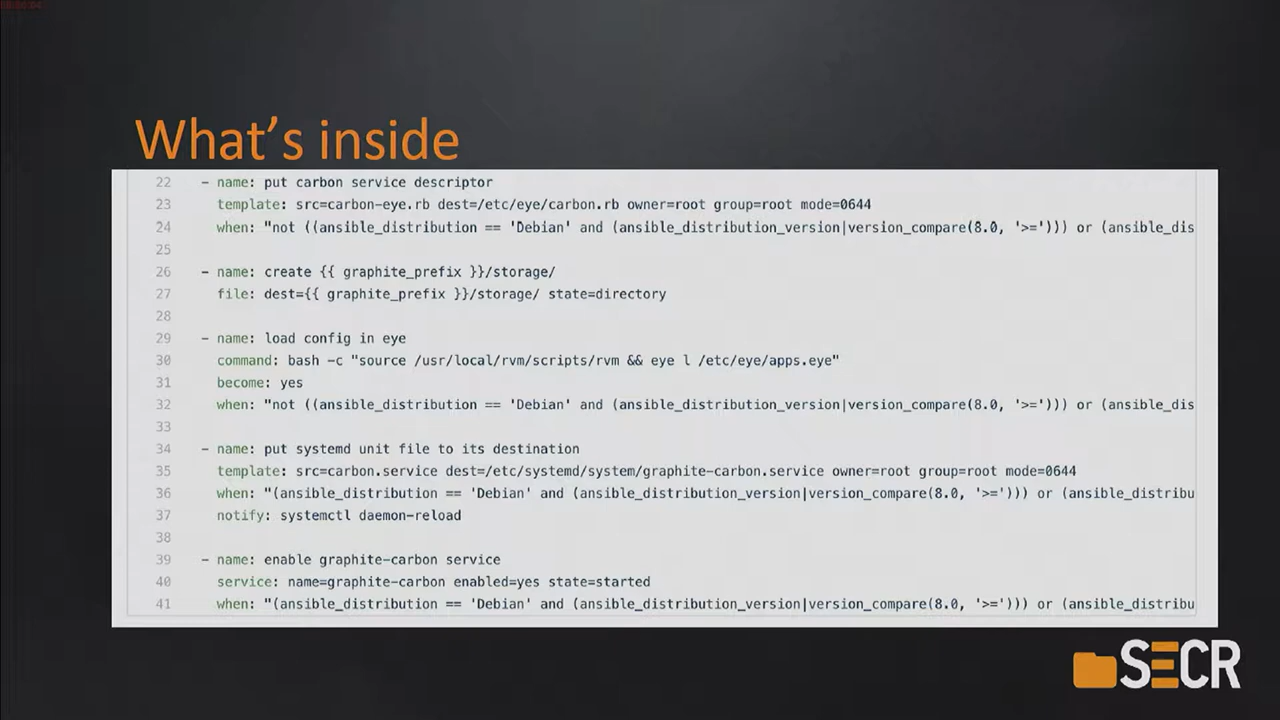 What's inside
22 - name: put carbon service descriptor
23 template: src=carbon-eye.rb dest=/etc/eye/carbon.rb owner=root group=root mode=0644
24 when: "not ((ansible_distribution == 'Debian' and (ansible_distribution_version|version_compare(8.0, '>='))) or (ansible_dis
25
26 - name: create {{ graphite_prefix }}/storage/
27 file: dest={{ graphite_prefix }}/storage/ state=directory
28
29 - name: load config in eye
30 command: bash -c "source /usr/local/rvm/scripts/rvm && eye l /etc/eye/apps.eye"
31 become: yes
32 when: "not ((ansible_distribution == 'Debian' and (ansible_distribution_version|version_compare(8.0, '>='))) or (ansible_dis
33
34 - name: put systemd unit file to its destination
35 template: src=carbon.service dest=/etc/systemd/system/graphite-carbon.service owner=root group=root mode=0644
36 when: "(ansible_distribution == 'Debian' and (ansible_distribution_version|version_compare(8.0, '>='))) or (ansible_distribu
37 notify: systemctl daemon-reload
38
39 - name: enable graphite-carbon service
40 service: name=graphite-carbon enabled=yes state=started
41 when: "(ansible_distribution == 'Debian' and (ansible_distribution_version|version_compare(8.0, '>='))) or (ansible_distribu
SECR